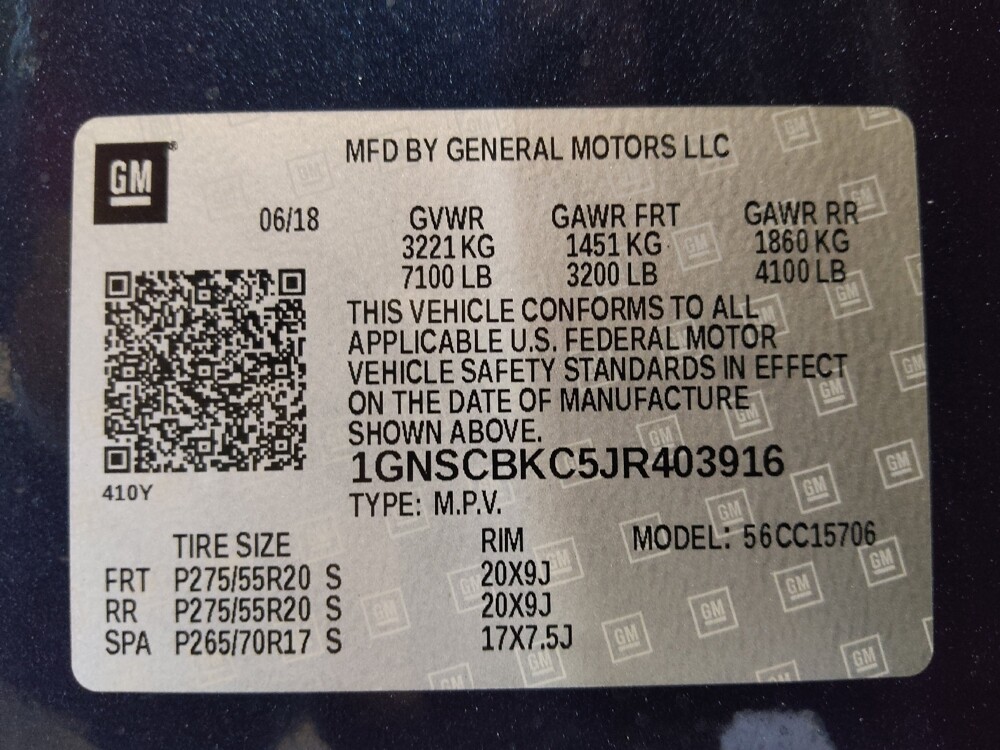 GM
MFD BY GENERAL MOTORS LLC
06/18 GVWR GAWR FRT GAWR RR
3221 KG 1451 KG 1860 KG
7100 LB 3200 LB 4100 LB
THIS VEHICLE CONFORMS TO ALL
APPLICABLE U.S. FEDERAL MOTOR
VEHICLE SAFETY STANDARDS IN EFFECT
ON THE DATE OF MANUFACTURE
SHOWN ABOVE.
1GNSCBKC5JR403916
410Y
TYPE: M.P.V.
TIRE SIZE RIM MODEL: 56CC15706
FRT P275/55R20 S 20X9J
RR P275/55R20 S 20X9J
SPA P265/70R17 S 17X7.5J